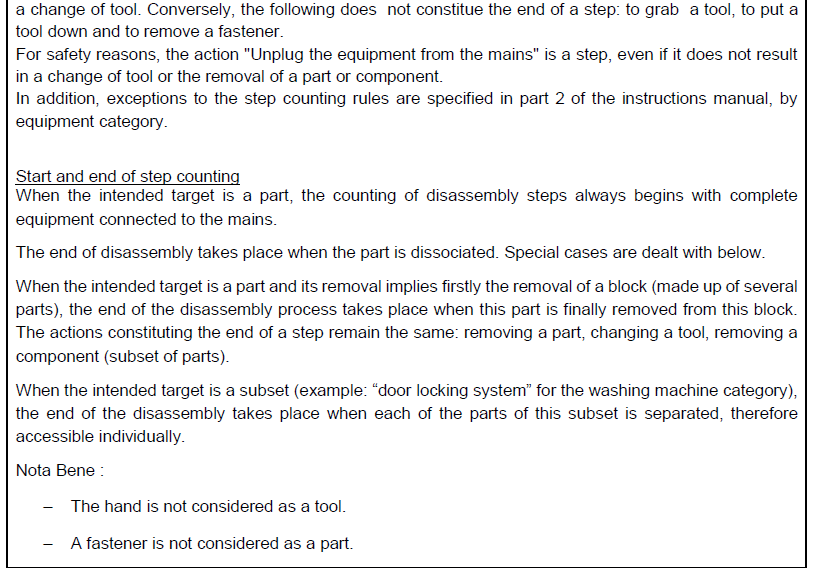 a change of tool. Conversely, the following does not constitue the end of a step: to grab a tool, to put a
tool down and to remove a fastener.
For safety reasons, the action "Unplug the equipment from the mains" is a step, even if it does not result
in a change of tool or the removal of a part or component.
In addition, exceptions to the step counting rules are specified in part 2 of the instructions manual, by
equipment category.
Start and end of step counting
When the intended target is a part, the counting of disassembly steps always begins with complete
equipment connected to the mains.
The end of disassembly takes place when the part is dissociated. Special cases are dealt with below.
When the intended target is a part and its removal implies firstly the removal of a block (made up of several
parts), the end of the disassembly process takes place when this part is finally removed from this block.
The actions constituting the end of a step remain the same: removing a part, changing a tool, removing a
component (subset of parts).
When the intended target is a subset (example: “door locking system” for the washing machine category),
the end of the disassembly takes place when each of the parts of this subset is separated, therefore
accessible individually.
Nota Bene :
– The hand is not considered as a tool.
– A fastener is not considered as a part.